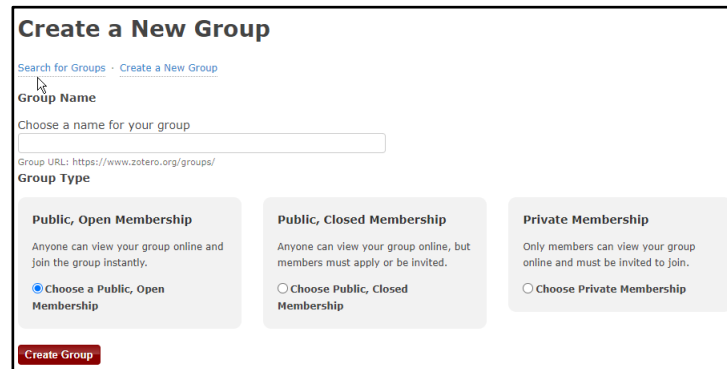 Create a New Group
Search for Groups · Create a New Group
Group Name
Choose a name for your group
Group URL: https://www.zotero.org/groups/
Group Type
Public, Open Membership
Anyone can view your group online and
join the group instantly.
Choose a Public, Open
Membership
Public, Closed Membership
Anyone can view your group online, but
members must apply or be invited.
Choose Public, Closed
Membership
Private Membership
Only members can view your group
online and must be invited to join.
Choose Private Membership
Create Group